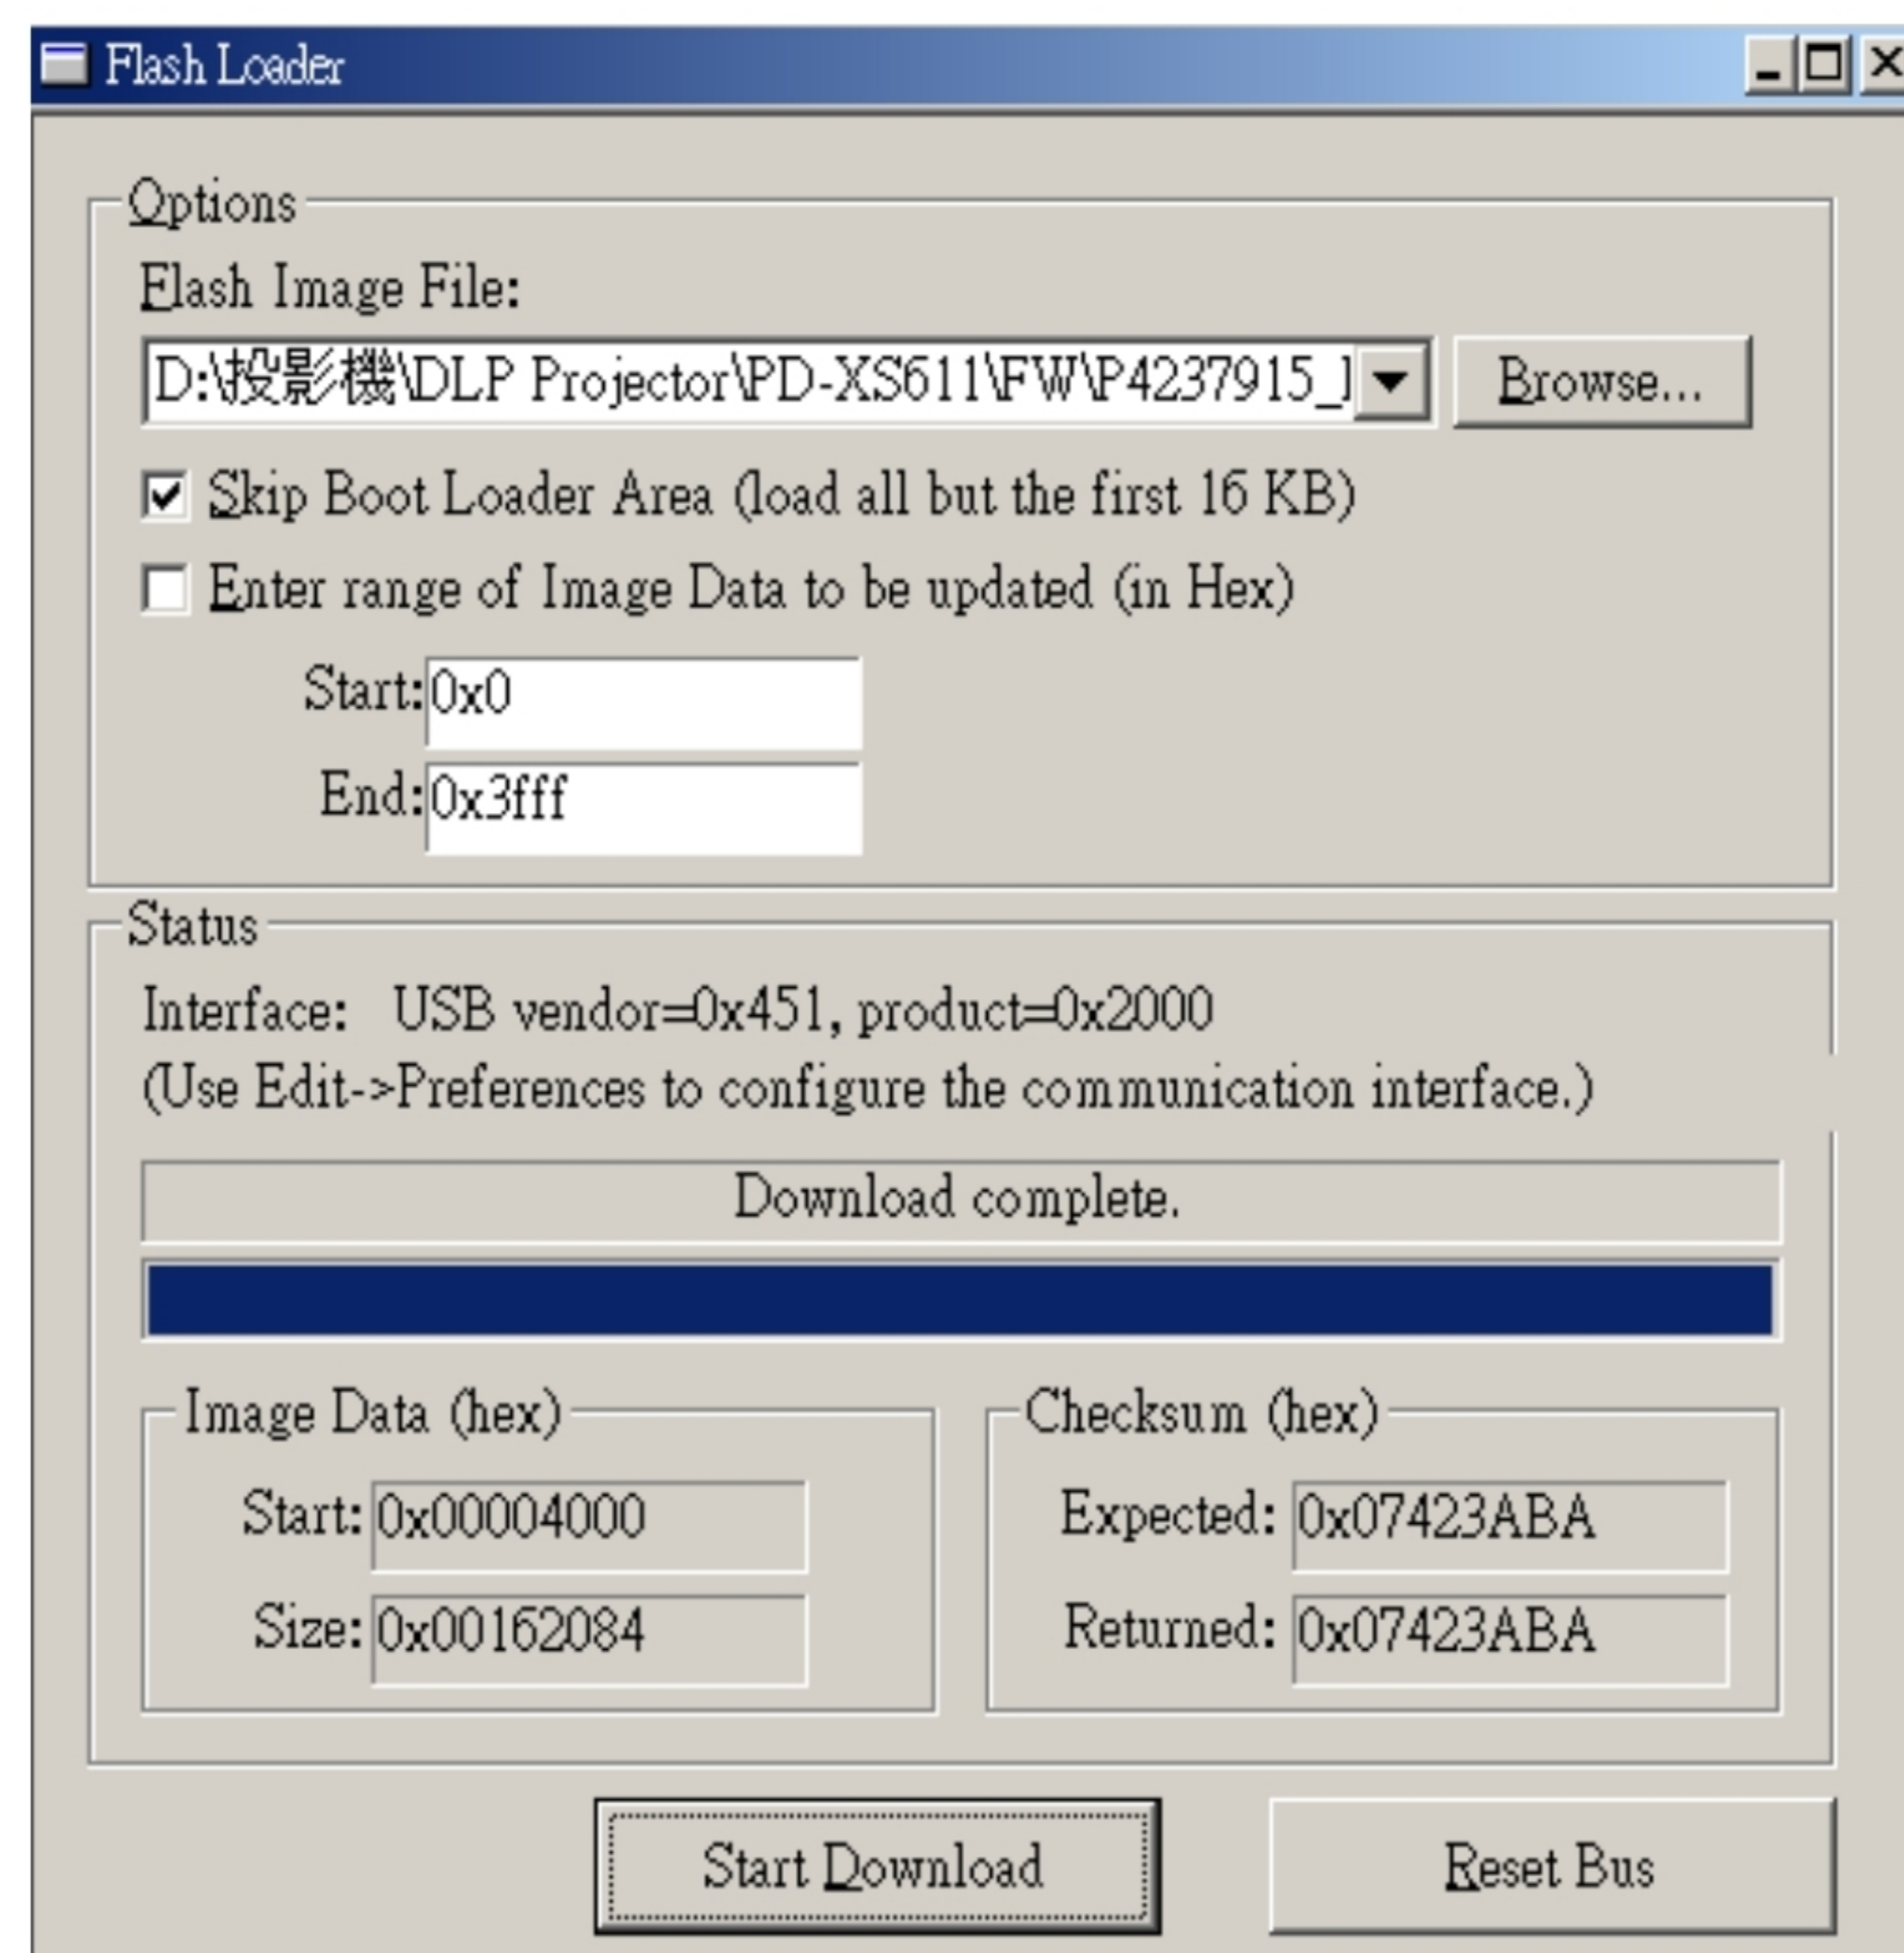 Flash Loader
Options
Flash Image File:
D:\投影機\DLP Projector\PD-XS611\FW\P4237915_
Browse...
Skip Boot Loader Area (load all but the first 16 KB)
Enter range of Image Data to be updated (in Hex)
Start: 0x0
End: 0x3fff
Status
Interface: USB vendor=0x451, product=0x2000
(Use Edit->Preferences to configure the communication interface.)
Download complete.
Image Data (hex)
Start: 0x00004000
Size: 0x00162084
Checksum (hex)
Expected: 0x07423ABA
Returned: 0x07423ABA
Start Download
Reset Bus